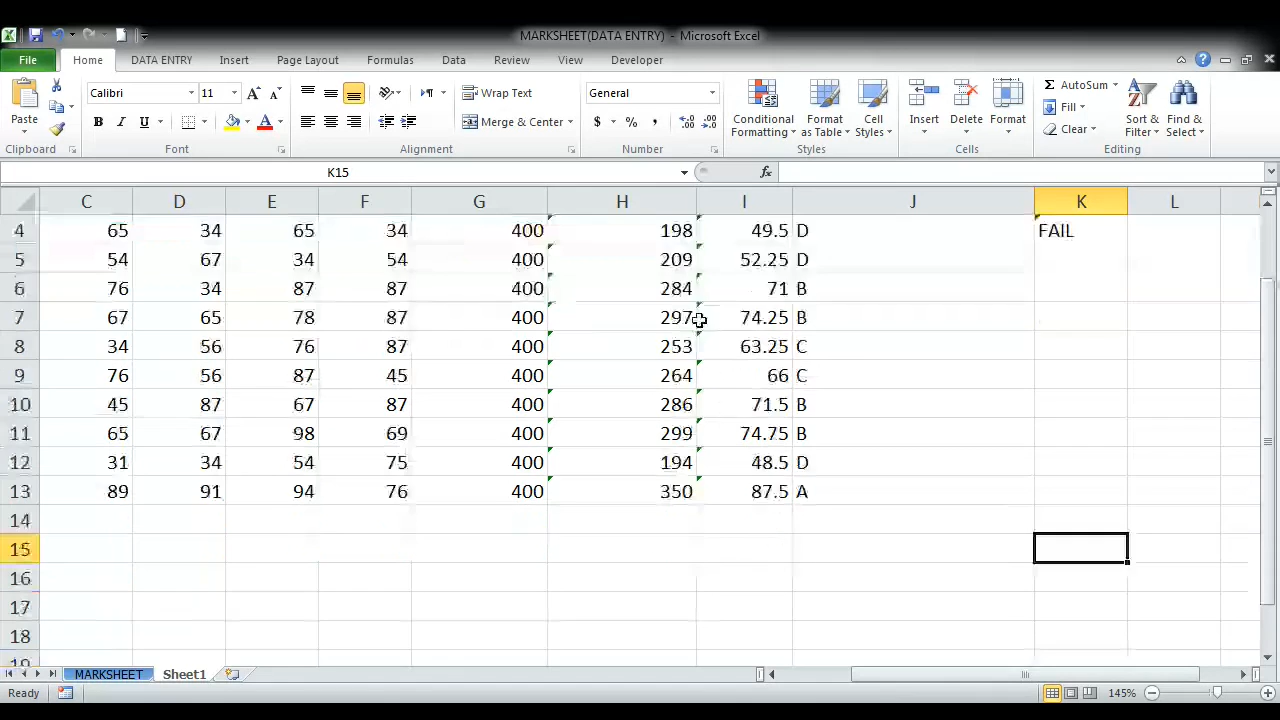 MARKSHEET(DATA ENTRY) - Microsoft Excel
File Home DATA ENTRY Insert Page Layout Formulas Data Review View Developer
Calibri 11 Wrap Text General AutoSum
Fill
Paste B I U Merge & Center $ % , Conditional Formatting Format as Table Cell Styles Insert Delete Format Clear Sort & Filter Find & Select
Clipboard Font Alignment Number Styles Cells Editing
K15 fx
C D E F G H I J K L
4 65 34 65 34 400 198 49.5 D FAIL
5 54 67 34 54 400 209 52.25 D
6 76 34 87 87 400 284 71 B
7 67 65 78 87 400 297 74.25 B
8 34 56 76 87 400 253 63.25 C
9 76 56 87 45 400 264 66 C
10 45 87 67 87 400 286 71.5 B
11 65 67 98 69 400 299 74.75 B
12 31 34 54 75 400 194 48.5 D
13 89 91 94 76 400 350 87.5 A
14
15
16
17
18
19
MARKSHEET Sheet1
Ready 145%